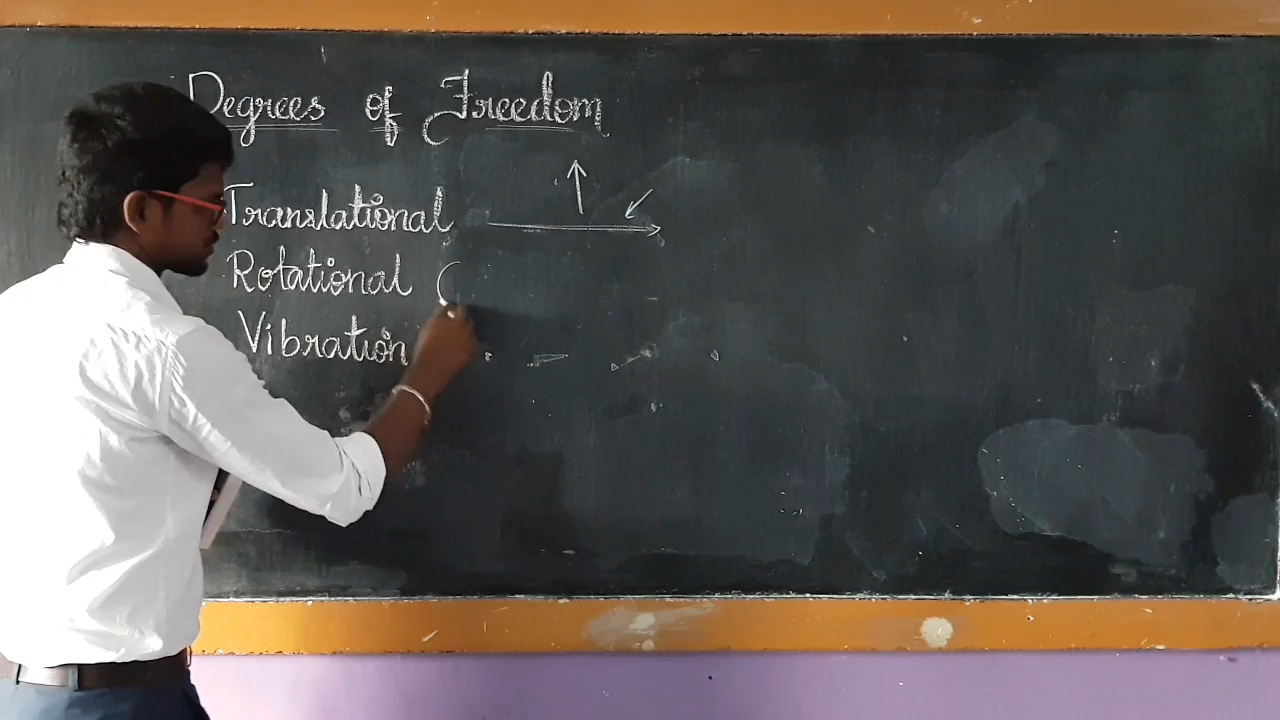 Degrees of Freedom
Translational
Rotational (
Vibration